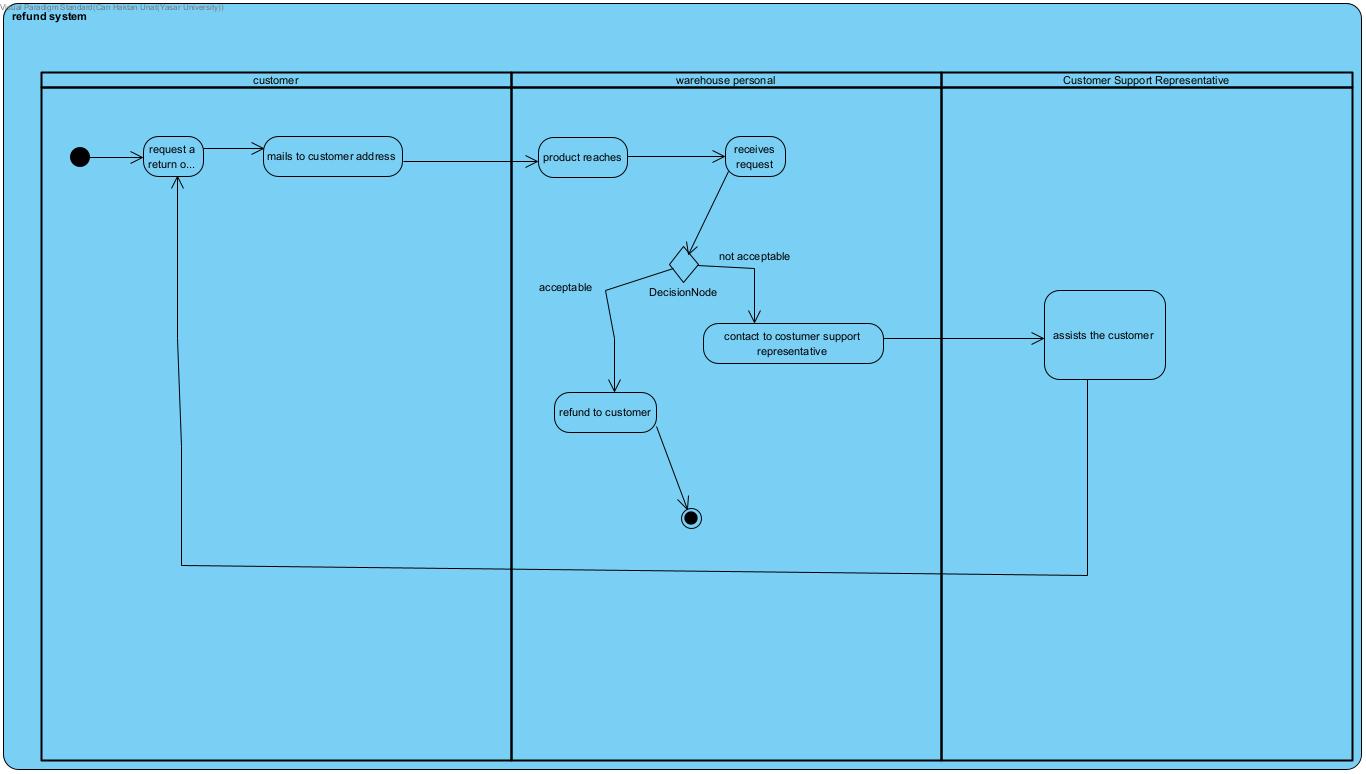 Visual Paradigm Standard(Can Haktan Unat(Yasar University))
refund system
customer
warehouse personal
Customer Support Representative
request a
return o...
mails to customer address
product reaches
receives
request
not acceptable
acceptable
DecisionNode
contact to costumer support
representative
assists the customer
refund to customer